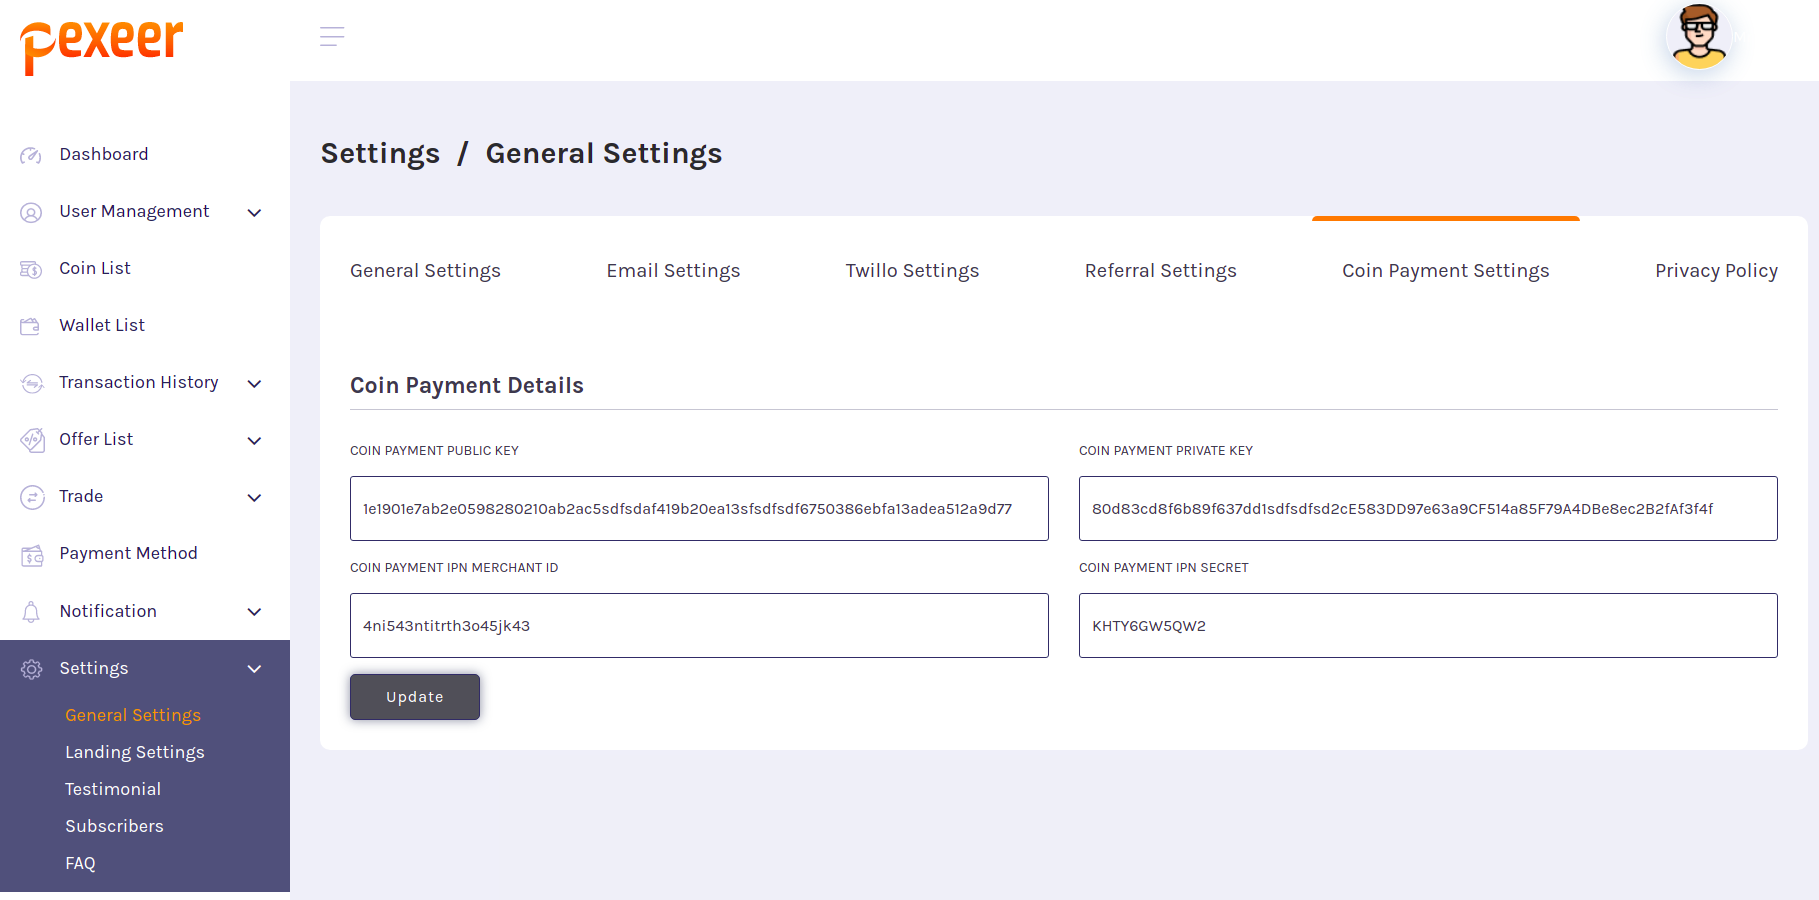 pexeer
Dashboard
User Management
Coin List
Wallet List
Transaction History
Offer List
Trade
Payment Method
Notification
Settings
General Settings
Landing Settings
Testimonial
Subscribers
FAQ
Settings / General Settings
General Settings Email Settings Twillo Settings Referral Settings Coin Payment Settings Privacy Policy
Coin Payment Details
COIN PAYMENT PUBLIC KEY
1e1901e7ab2e0598280210ab2ac5sdfsdaf419b20ea13sfsdfsdf6750386ebfa13adea512a9d77
COIN PAYMENT PRIVATE KEY
80d83cd8f6b89f637dd1sdfsdfsd2cE583DD97e63a9CF514a85F79A4DBe8ec2B2fAf3f4f
COIN PAYMENT IPN MERCHANT ID
4ni543ntitrth3o45jk43
COIN PAYMENT IPN SECRET
KHTY6GW5QW2
Update